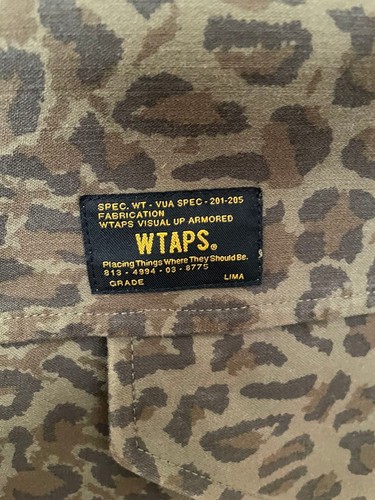 SPEC. WT - VUA SPEC - 201-205
FABRICATION
WTAPS VISUAL UP ARMORED
WTAPS®
Placing Things Where They Should Be.
813 - 4994 - 03 - 8775
GRADE LIMA